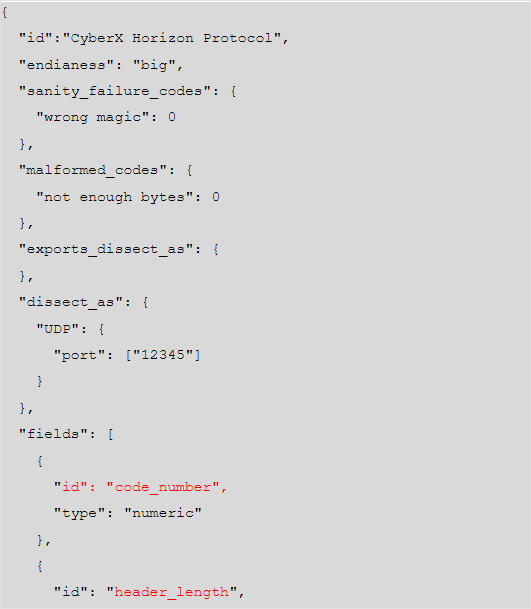 {
"id":"CyberX Horizon Protocol",
"endianess": "big",
"sanity_failure_codes": {
"wrong magic": 0
},
"malformed_codes": {
"not enough bytes": 0
},
"exports_dissect_as": {
},
"dissect_as": {
"UDP": {
"port": ["12345"]
}
},
"fields": [
{
"id": "code_number",
"type": "numeric"
},
{
"id": "header_length",